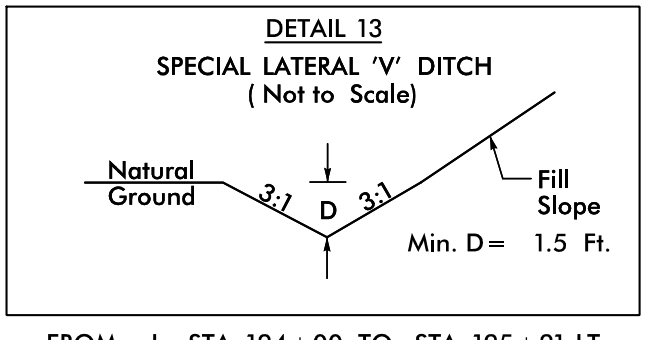 DETAIL 13
SPECIAL LATERAL 'V' DITCH
( Not to Scale)
Natural
Ground
3:1
D
3:1
Fill
Slope
Min. D = 1.5 Ft.